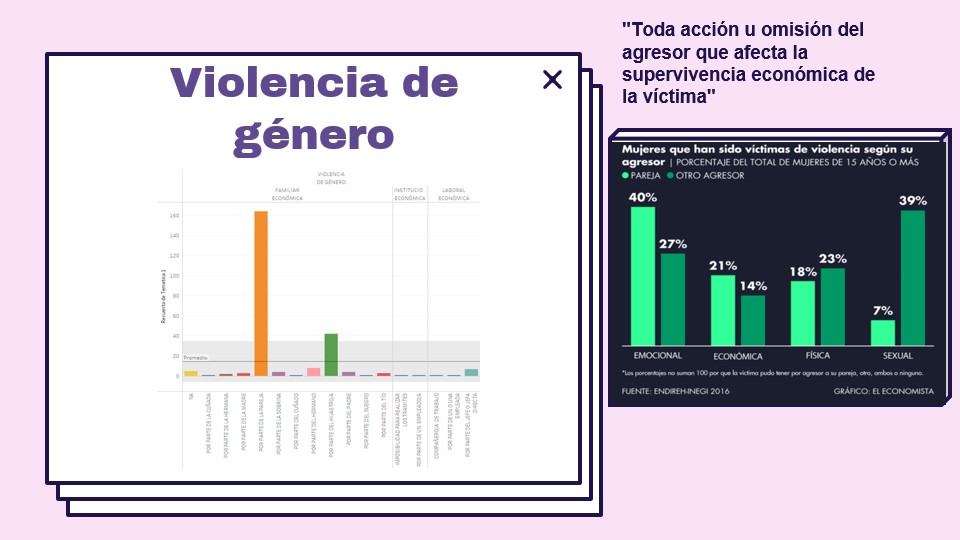 Violencia de
género
VIOLENCIA
DE GÉNERO
FAMILIAR
ECONÓMICA
INSTITUCIO..
ECONÓMICA
LABORAL
ECONÓMICA
Recuento de Tematica 1
160
140
120
100
80
60
40
20
0
Promedio
NA
POR PARTE DE LA CUÑADA
POR PARTE DE LA HERMANA
POR PARTE DE LA MADRE
POR PARTE DE LA PAREJA
POR PARTE DE LA SOBRINA
POR PARTE DEL CUÑADO
POR PARTE DEL HERMANO
POR PARTE DEL HIJASTRO/A
POR PARTE DEL PADRE
POR PARTE DEL SUEGRO
POR PARTE DEL TÍO
IMPOSIBILIDAD PARA REALIZAR
LOS TRÁMITES
POR PARTE DE UN EMPLEADO/A
COMPAÑERO/A DE TRABAJO
POR PARTE DE UN O UNA
EMPLEADA
POR PARTE DEL JEFE O JEFA
DIRECTA
"Toda acción u omisión del
agresor que afecta la
supervivencia económica de
la víctima"
Mujeres que han sido víctimas de violencia según su
agresor | PORCENTAJE DEL TOTAL DE MUJERES DE 15 AÑOS O MÁS
PAREJA OTRO AGRESOR
40%
27%
21%
14%
18%
23%
7%
39%
EMOCIONAL
ECONÓMICA
FÍSICA
SEXUAL
*Los porcentajes no suman 100 por que la víctima pudo tener por agresor a su pareja, otro, ambos o ninguno.
FUENTE: ENDIREH-INEGI 2016
GRÁFICO: EL ECONOMISTA